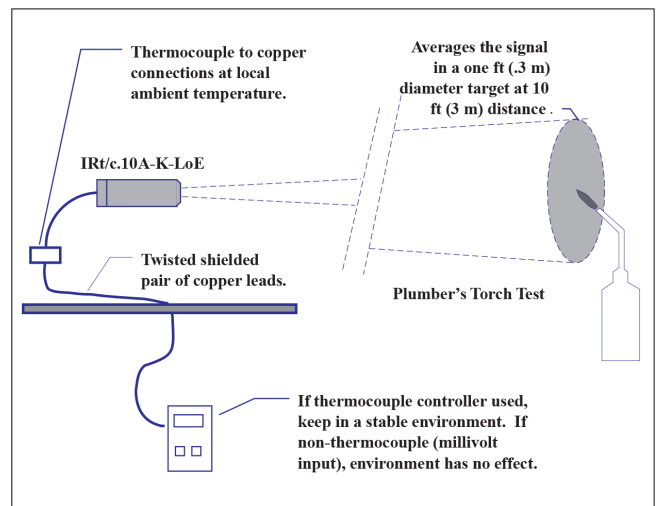 Thermocouple to copper
connections at local
ambient temperature.
Averages the signal
in a one ft (.3 m)
diameter target at 10
ft (3 m) distance .
IRt/c.10A-K-LoE
Twisted shielded
pair of copper leads.
Plumber's Torch Test
If thermocouple controller used,
keep in a stable environment. If
non-thermocouple (millivolt
input), environment has no effect.